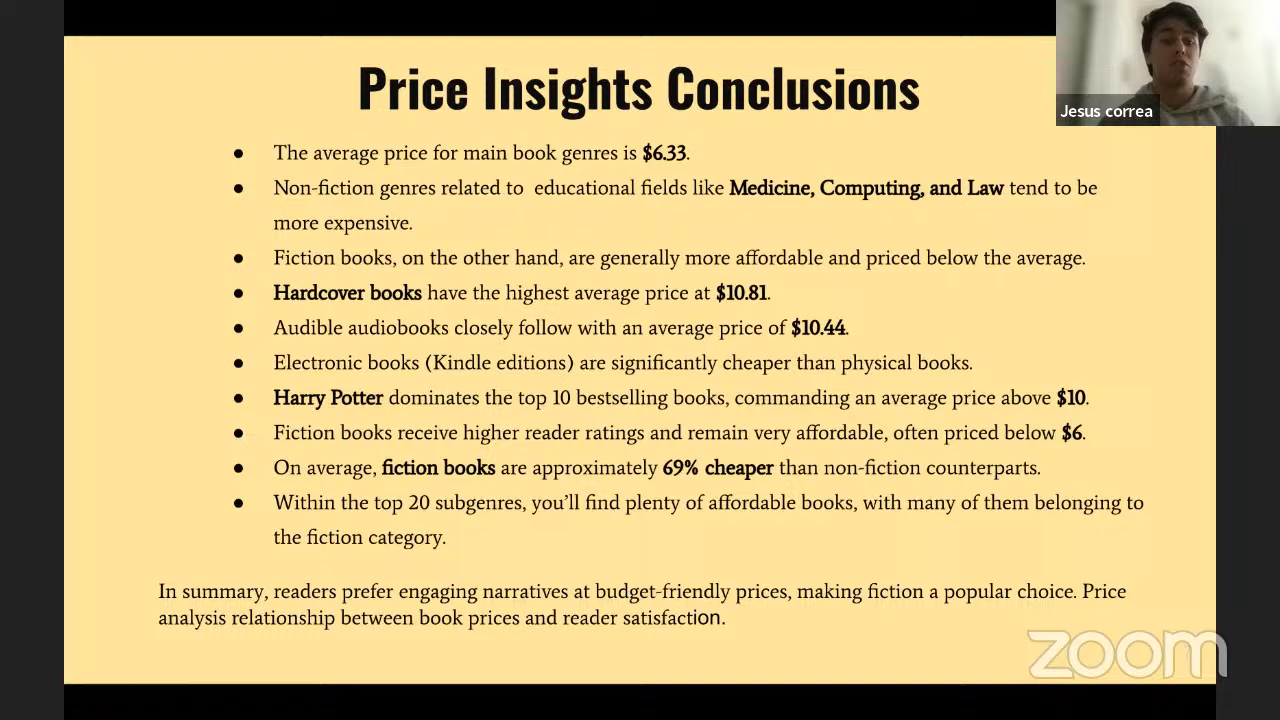 Price Insights Conclusions
Jesus correa
● The average price for main book genres is $6.33.
● Non-fiction genres related to educational fields like Medicine, Computing, and Law tend to be
more expensive.
● Fiction books, on the other hand, are generally more affordable and priced below the average.
● Hardcover books have the highest average price at $10.81.
● Audible audiobooks closely follow with an average price of $10.44.
● Electronic books (Kindle editions) are significantly cheaper than physical books.
● Harry Potter dominates the top 10 bestselling books, commanding an average price above $10.
● Fiction books receive higher reader ratings and remain very affordable, often priced below $6.
● On average, fiction books are approximately 69% cheaper than non-fiction counterparts.
● Within the top 20 subgenres, you’ll find plenty of affordable books, with many of them belonging to
the fiction category.
In summary, readers prefer engaging narratives at budget-friendly prices, making fiction a popular choice. Price
analysis relationship between book prices and reader satisfaction.
zoom